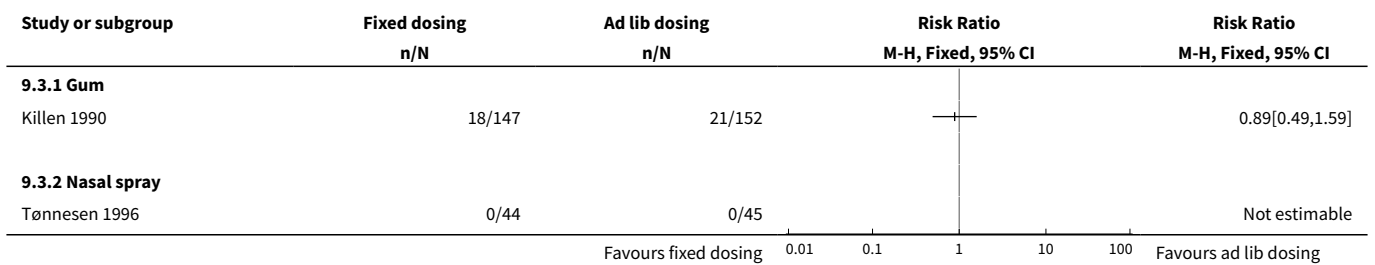 Study or subgroup Fixed dosing Ad lib dosing Risk Ratio Risk Ratio
n/N n/N M-H, Fixed, 95% CI M-H, Fixed, 95% CI
9.3.1 Gum
Killen 1990 18/147 21/152 0.89[0.49,1.59]
9.3.2 Nasal spray
Tønnesen 1996 0/44 0/45 Not estimable
Favours fixed dosing 0.01 0.1 1 10 100 Favours ad lib dosing